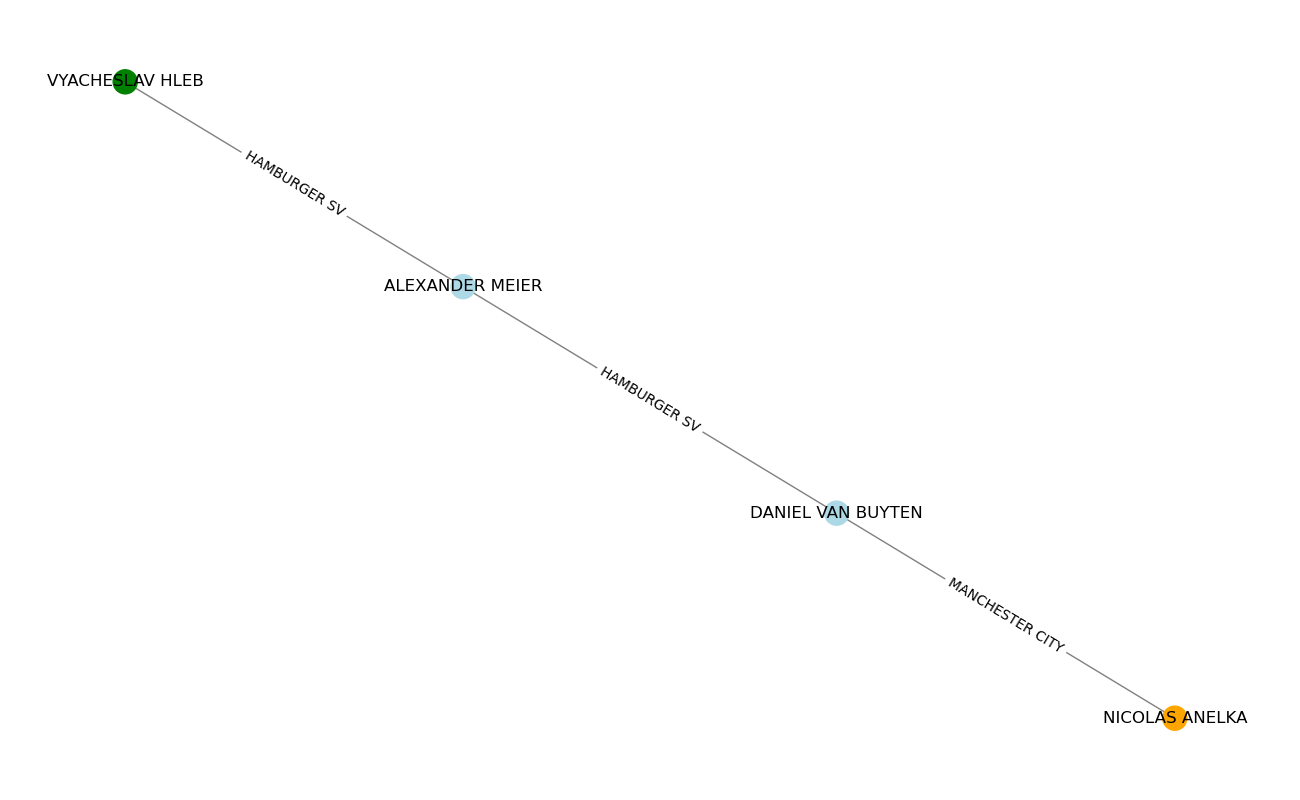 VYACHESLAV HLEB
HAMBURGER SV
ALEXANDER MEIER
HAMBURGER SV
DANIEL VAN BUYTEN
MANCHESTER CITY
NICOLAS ANELKA